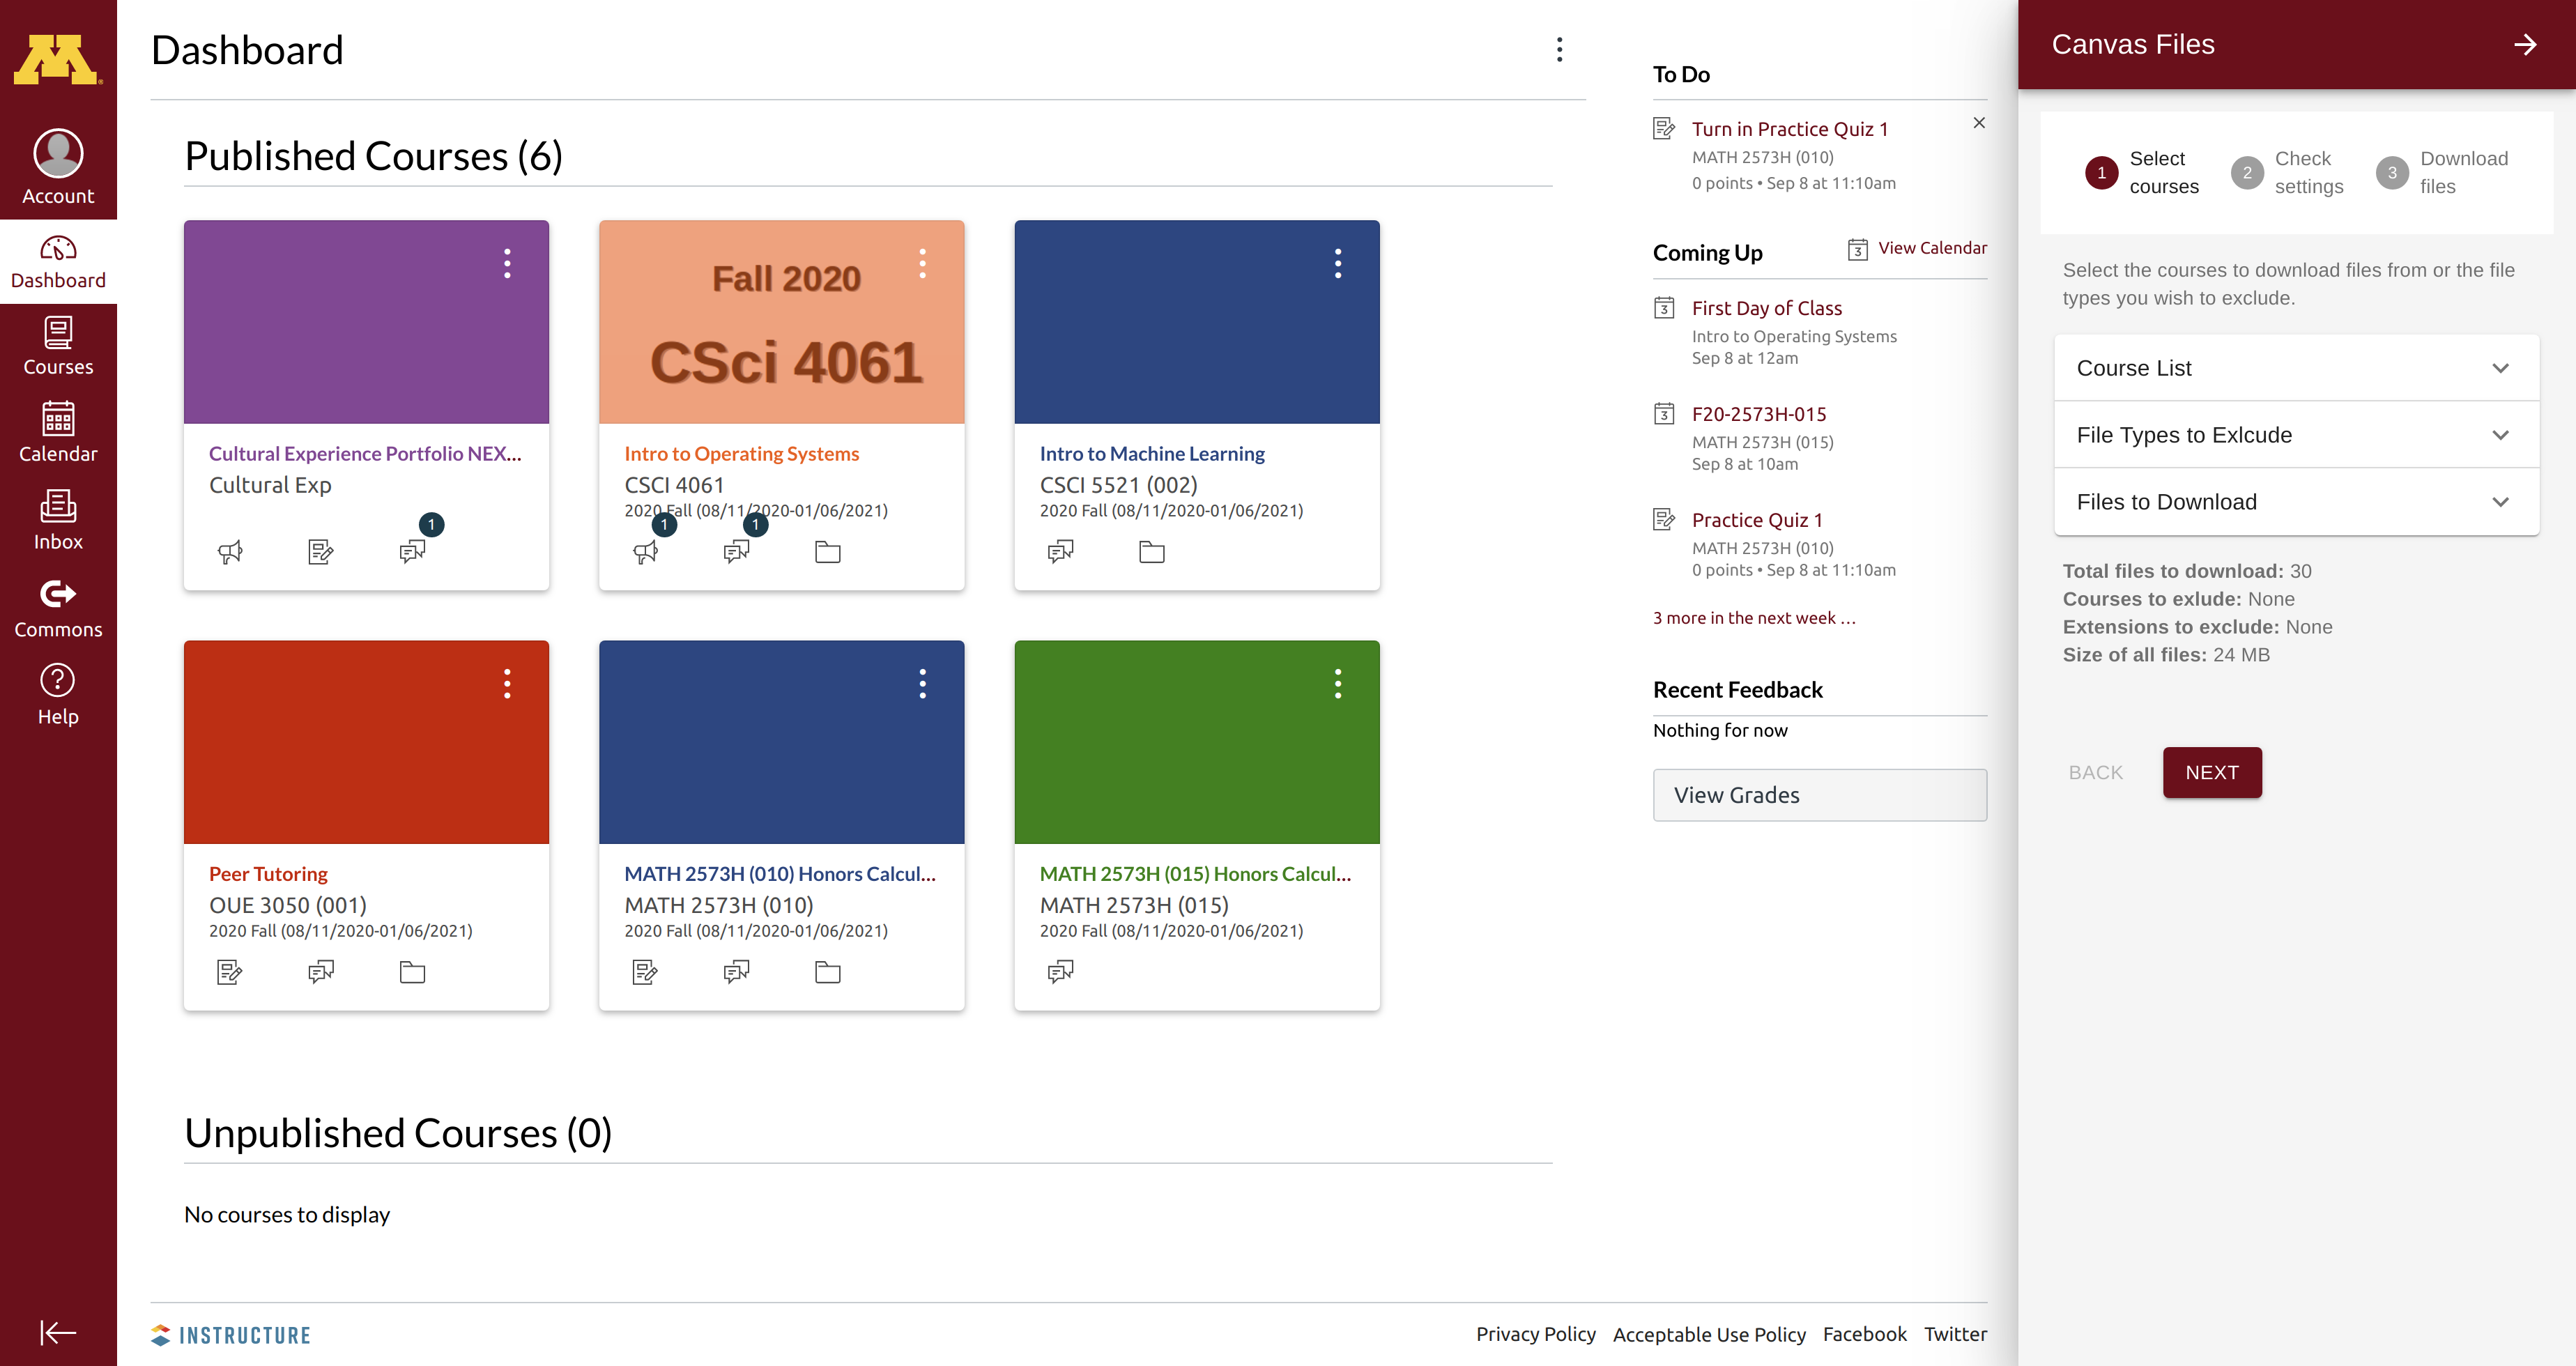 M
Account
Dashboard
Courses
Calendar
Inbox
Commons
Help
Dashboard
Published Courses (6)
Fall 2020
CSci 4061
Cultural Experience Portfolio NEX...
Cultural Exp
1
Intro to Operating Systems
CSCI 4061
2020 Fall (08/11/2020-01/06/2021)
1
1
Intro to Machine Learning
CSCI 5521 (002)
2020 Fall (08/11/2020-01/06/2021)
Peer Tutoring
OUE 3050 (001)
2020 Fall (08/11/2020-01/06/2021)
MATH 2573H (010) Honors Calcul...
MATH 2573H (010)
2020 Fall (08/11/2020-01/06/2021)
MATH 2573H (015) Honors Calcul...
MATH 2573H (015)
2020 Fall (08/11/2020-01/06/2021)
Unpublished Courses (0)
No courses to display
INSTRUCTURE
Privacy Policy Acceptable Use Policy Facebook Twitter
To Do
Turn in Practice Quiz 1
MATH 2573H (010)
0 points • Sep 8 at 11:10am
Coming Up
3 View Calendar
3 First Day of Class
Intro to Operating Systems
Sep 8 at 12am
3 F20-2573H-015
MATH 2573H (015)
Sep 8 at 10am
Practice Quiz 1
MATH 2573H (010)
0 points • Sep 8 at 11:10am
3 more in the next week ...
Recent Feedback
Nothing for now
View Grades
Canvas Files
1 Select courses
2 Check settings
3 Download files
Select the courses to download files from or the file
types you wish to exclude.
Course List
File Types to Exlcude
Files to Download
Total files to download: 30
Courses to exlude: None
Extensions to exclude: None
Size of all files: 24 MB
BACK NEXT